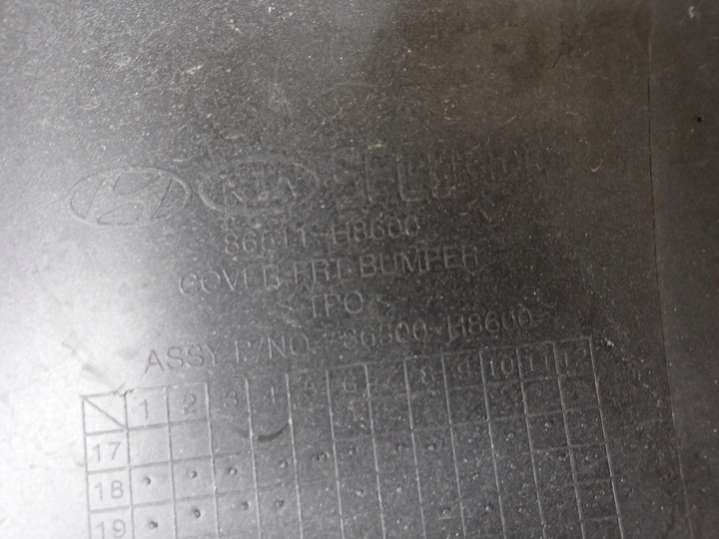 KIA
86511-H8600
COVER-FRT BUMPER
TPO
ASSY P/NO : 86500-H8600
1 2 3 4 5 6 7 8 9 10 11 12
17
18
19